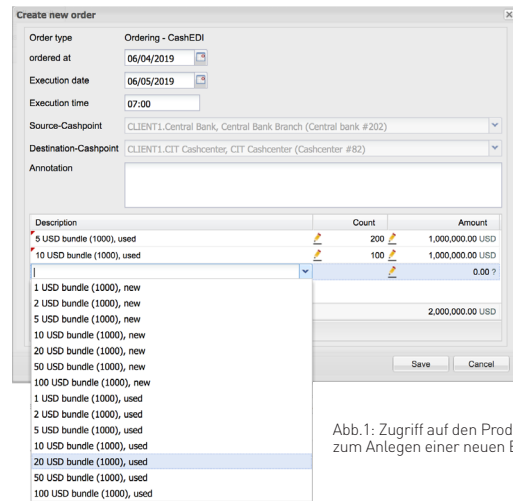 Create new order
Order type Ordering - CashEDI
ordered at 06/04/2019
Execution date 06/05/2019
Execution time 07:00
Source-Cashpoint CLIENT1.Central Bank, Central Bank Branch (Central bank #202)
Destination-Cashpoint CLIENT1.CIT Cashcenter, CIT Cashcenter (Cashcenter #82)
Annotation
Description Count Amount
5 USD bundle (1000), used 200 1,000,000.00 USD
10 USD bundle (1000), used 100 1,000,000.00 USD
0.00 ?
1 USD bundle (1000), new
2 USD bundle (1000), new
2,000,000.00 USD
5 USD bundle (1000), new
10 USD bundle (1000), new
20 USD bundle (1000), new
50 USD bundle (1000), new
Save Cancel
100 USD bundle (1000), new
1 USD bundle (1000), used
2 USD bundle (1000), used
5 USD bundle (1000), used
10 USD bundle (1000), used
20 USD bundle (1000), used
50 USD bundle (1000), used
100 USD bundle (1000), used
Abb.1: Zugriff auf den Prod
zum Anlegen einer neuen